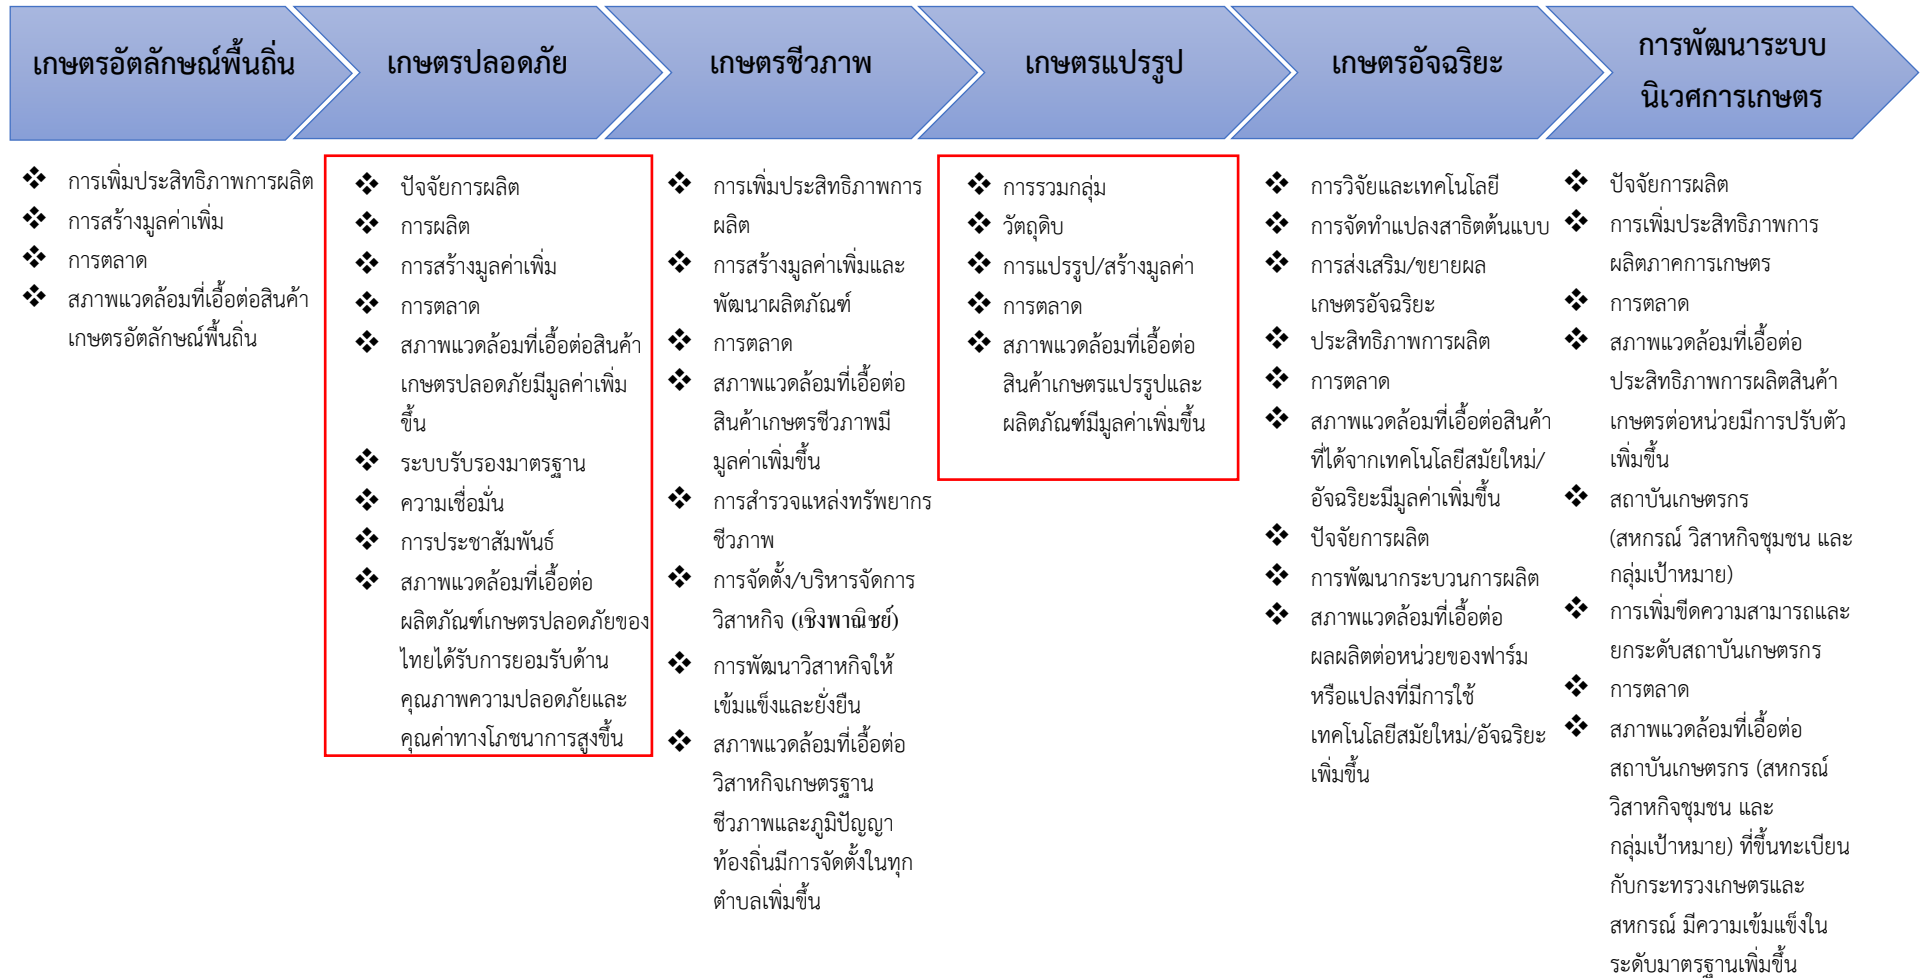 เกษตรอัตลักษณ์พื้นถิ่น
เกษตรปลอดภัย
เกษตรชีวภาพ
เกษตรแปรรูป
เกษตรอัจฉริยะ
การพัฒนาระบบ
นิเวศการเกษตร
❖ การเพิ่มประสิทธิภาพการผลิต
❖ การสร้างมูลค่าเพิ่ม
❖ การตลาด
❖ สภาพแวดล้อมที่เอื้อต่อสินค้า
เกษตรอัตลักษณ์พื้นถิ่น
❖ ปัจจัยการผลิต
❖ การผลิต
❖ การสร้างมูลค่าเพิ่ม
❖ การตลาด
❖ สภาพแวดล้อมที่เอื้อต่อสินค้า
เกษตรปลอดภัยมีมูลค่าเพิ่ม
ขึ้น
❖ ระบบรับรองมาตรฐาน
❖ ความเชื่อมั่น
❖ การประชาสัมพันธ์
❖ สภาพแวดล้อมที่เอื้อต่อ
ผลิตภัณฑ์เกษตรปลอดภัยของ
ไทยได้รับการยอมรับด้าน
คุณภาพความปลอดภัยและ
คุณค่าทางโภชนาการสูงขึ้น
❖ การเพิ่มประสิทธิภาพการ
ผลิต
❖ การสร้างมูลค่าเพิ่มและ
พัฒนาผลิตภัณฑ์
❖ การตลาด
❖ สภาพแวดล้อมที่เอื้อต่อ
สินค้าเกษตรชีวภาพมี
มูลค่าเพิ่มขึ้น
❖ การสำรวจแหล่งทรัพยากร
ชีวภาพ
❖ การจัดตั้ง/บริหารจัดการ
วิสาหกิจ (เชิงพาณิชย์)
❖ การพัฒนาวิสาหกิจให้
เข้มแข็งและยั่งยืน
❖ สภาพแวดล้อมที่เอื้อต่อ
วิสาหกิจเกษตรฐาน
ชีวภาพและภูมิปัญญา
ท้องถิ่นมีการจัดตั้งในทุก
ตำบลเพิ่มขึ้น
❖ การรวมกลุ่ม
❖ วัตถุดิบ
❖ การแปรรูป/สร้างมูลค่า
❖ การตลาด
❖ สภาพแวดล้อมที่เอื้อต่อ
สินค้าเกษตรแปรรูปและ
ผลิตภัณฑ์มีมูลค่าเพิ่มขึ้น
❖ การวิจัยและเทคโนโลยี
❖ การจัดทำแปลงสาธิตต้นแบบ
❖ การส่งเสริม/ขยายผล
เกษตรอัจฉริยะ
❖ ประสิทธิภาพการผลิต
❖ การตลาด
❖ สภาพแวดล้อมที่เอื้อต่อสินค้า
ที่ได้จากเทคโนโลยีสมัยใหม่/
อัจฉริยะมีมูลค่าเพิ่มขึ้น
❖ ปัจจัยการผลิต
❖ การพัฒนากระบวนการผลิต
❖ สภาพแวดล้อมที่เอื้อต่อ
ผลผลิตต่อหน่วยของฟาร์ม
หรือแปลงที่มีการใช้
เทคโนโลยีสมัยใหม่/อัจฉริยะ
เพิ่มขึ้น
❖ ปัจจัยการผลิต
❖ การเพิ่มประสิทธิภาพการ
ผลิตภาคการเกษตร
❖ การตลาด
❖ สภาพแวดล้อมที่เอื้อต่อ
ประสิทธิภาพการผลิตสินค้า
เกษตรต่อหน่วยมีการปรับตัว
เพิ่มขึ้น
❖ สถาบันเกษตรกร
(สหกรณ์ วิสาหกิจชุมชน และ
กลุ่มเป้าหมาย)
❖ การเพิ่มขีดความสามารถและ
ยกระดับสถาบันเกษตรกร
❖ การตลาด
❖ สภาพแวดล้อมที่เอื้อต่อ
สถาบันเกษตรกร (สหกรณ์
วิสาหกิจชุมชน และ
กลุ่มเป้าหมาย) ที่ขึ้นทะเบียน
กับกระทรวงเกษตรและ
สหกรณ์ มีความเข้มแข็งใน
ระดับมาตรฐานเพิ่มขึ้น